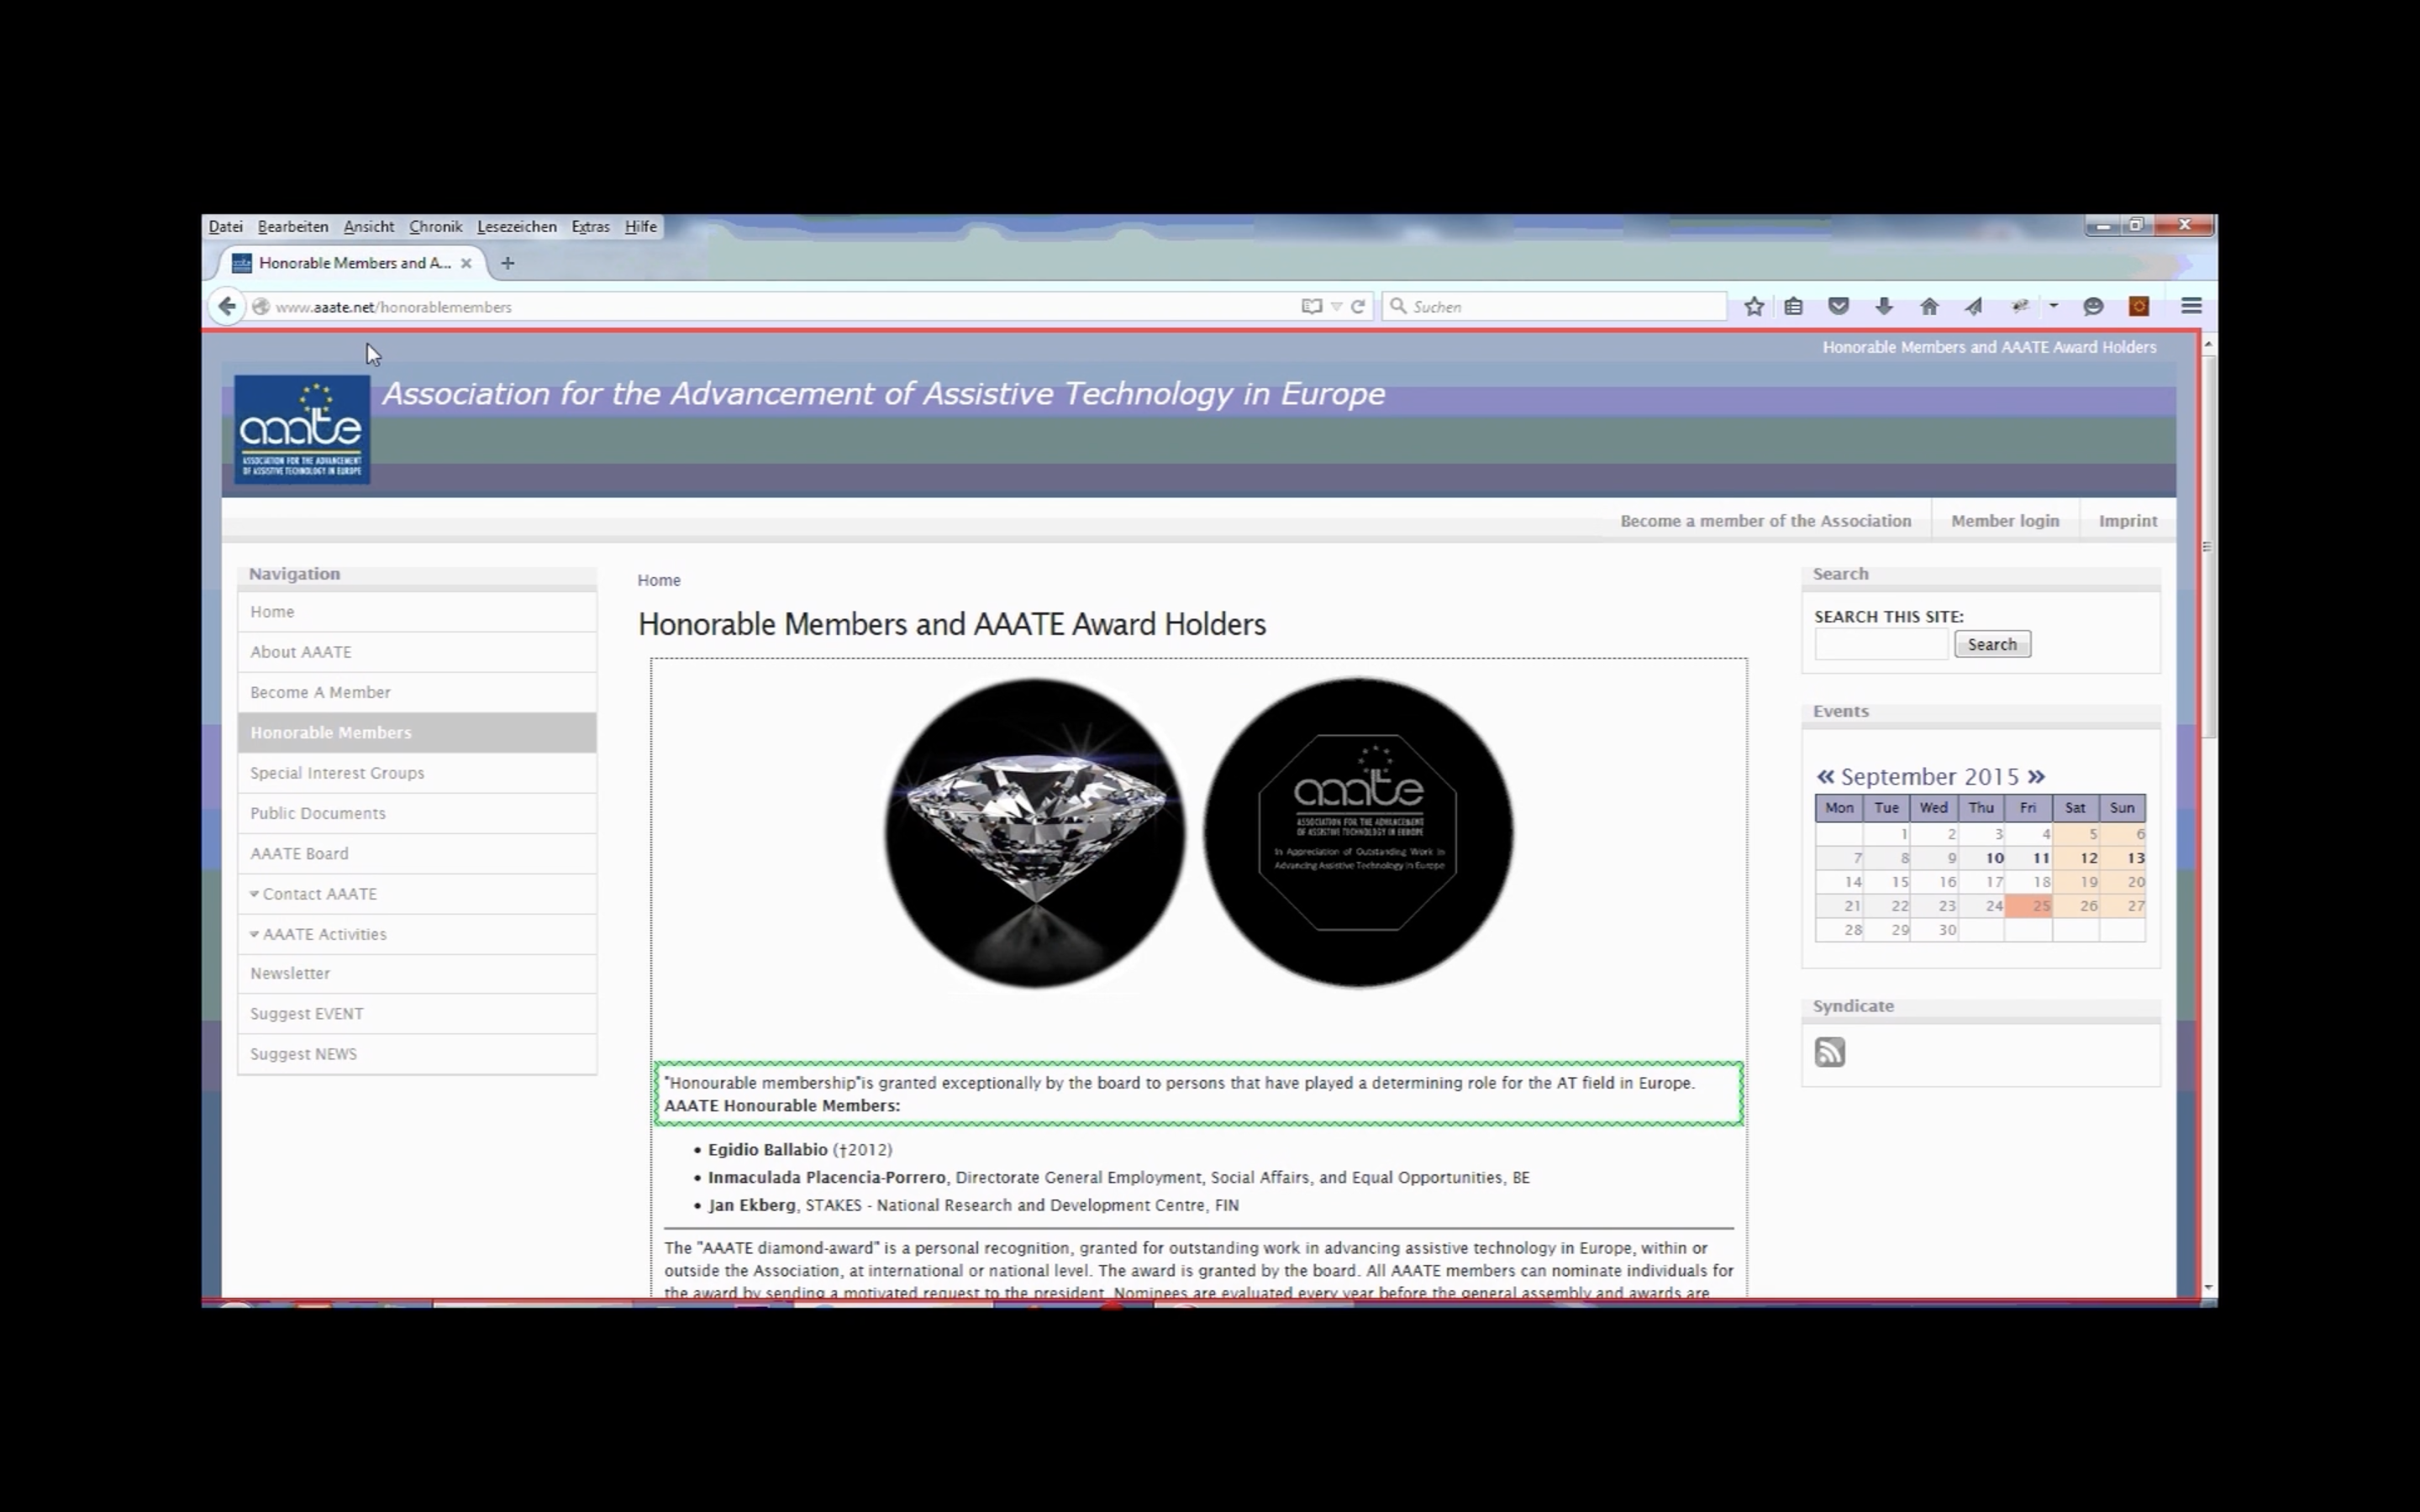 Datei Bearbeiten Ansicht Chronik Lesezeichen Extras Hilfe
Honorable Members and A...
www.aaate.net/honorablemembers
Suchen
Honorable Members and AAATE Award Holders
aaate
ASSOCIATION FOR THE ADVANCEMENT
OF ASSISTIVE TECHNOLOGY IN EUROPE
Association for the Advancement of Assistive Technology in Europe
Become a member of the Association Member login Imprint
Navigation
Home
About AAATE
Become A Member
Honorable Members
Special Interest Groups
Public Documents
AAATE Board
Contact AAATE
AAATE Activities
Newsletter
Suggest EVENT
Suggest NEWS
Home
Honorable Members and AAATE Award Holders
aaate
ASSOCIATION FOR THE ADVANCEMENT
OF ASSISTIVE TECHNOLOGY IN EUROPE
In Appreciation of Outstanding Work in
Advancing Assistive Technology in Europe
"Honourable membership"is granted exceptionally by the board to persons that have played a determining role for the AT field in Europe.
AAATE Honourable Members:
• Egidio Ballabio (†2012)
• Inmaculada Placencia-Porrero, Directorate General Employment, Social Affairs, and Equal Opportunities, BE
• Jan Ekberg, STAKES - National Research and Development Centre, FIN
The "AAATE diamond-award" is a personal recognition, granted for outstanding work in advancing assistive technology in Europe, within or
outside the Association, at international or national level. The award is granted by the board. All AAATE members can nominate individuals for
the award by sending a motivated request to the president. Nominees are evaluated every year before the general assembly and awards are
Search
SEARCH THIS SITE:
Search
Events
« September 2015 »
Mon Tue Wed Thu Fri Sat Sun
1 2 3 4 5 6
7 8 9 10 11 12 13
14 15 16 17 18 19 20
21 22 23 24 25 26 27
28 29 30
Syndicate